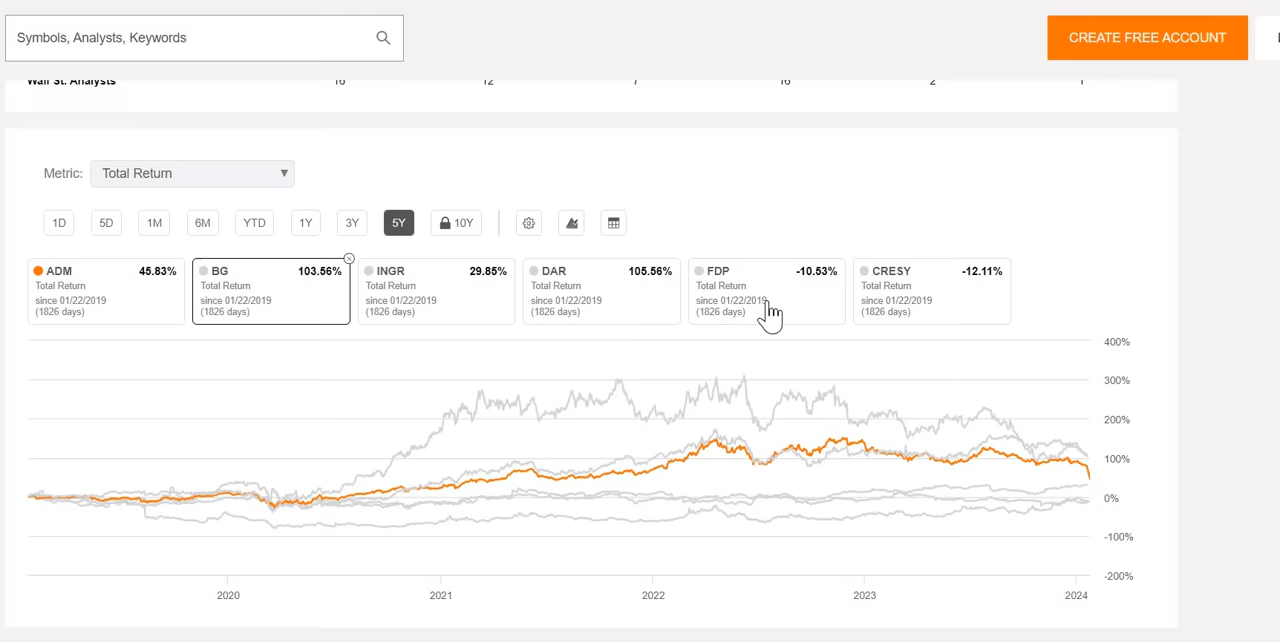 Symbols, Analysts, Keywords
CREATE FREE ACCOUNT
Wall St. Analysts 16 12 7 16 2 1
Metric: Total Return
1D 5D 1M 6M YTD 1Y 3Y 5Y 10Y
ADM 45.83%
Total Return
since 01/22/2019
(1826 days)
BG 103.56%
Total Return
since 01/22/2019
(1826 days)
INGR 29.85%
Total Return
since 01/22/2019
(1826 days)
DAR 105.56%
Total Return
since 01/22/2019
(1826 days)
FDP -10.53%
Total Return
since 01/22/2019
(1826 days)
CRESY -12.11%
Total Return
since 01/22/2019
(1826 days)
400%
300%
200%
100%
0%
-100%
-200%
2020 2021 2022 2023 2024